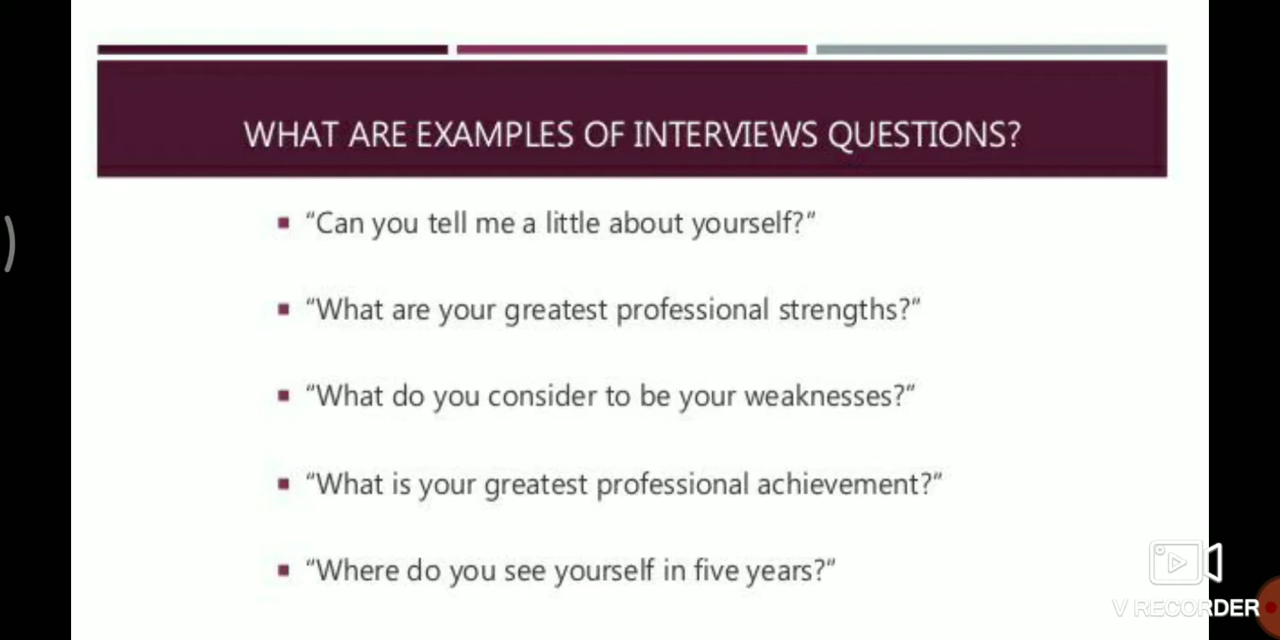 WHAT ARE EXAMPLES OF INTERVIEWS QUESTIONS?
"Can you tell me a little about yourself?"
"What are your greatest professional strengths?"
"What do you consider to be your weaknesses?"
"What is your greatest professional achievement?"
"Where do you see yourself in five years?"
V RECORDER